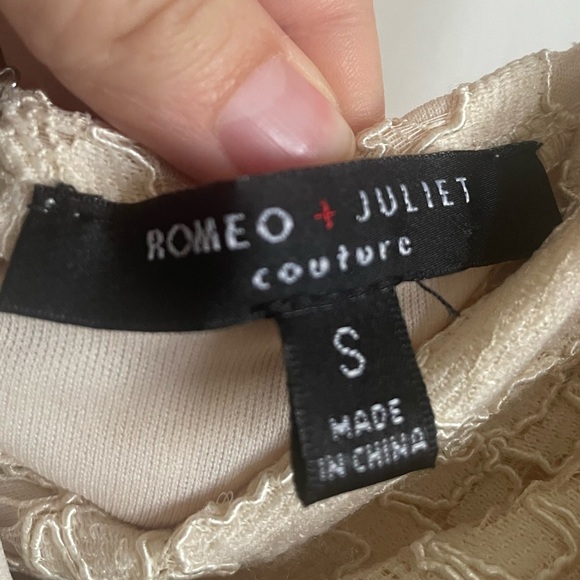 ROMEO + JULIET
couture
S
MADE
IN CHINA